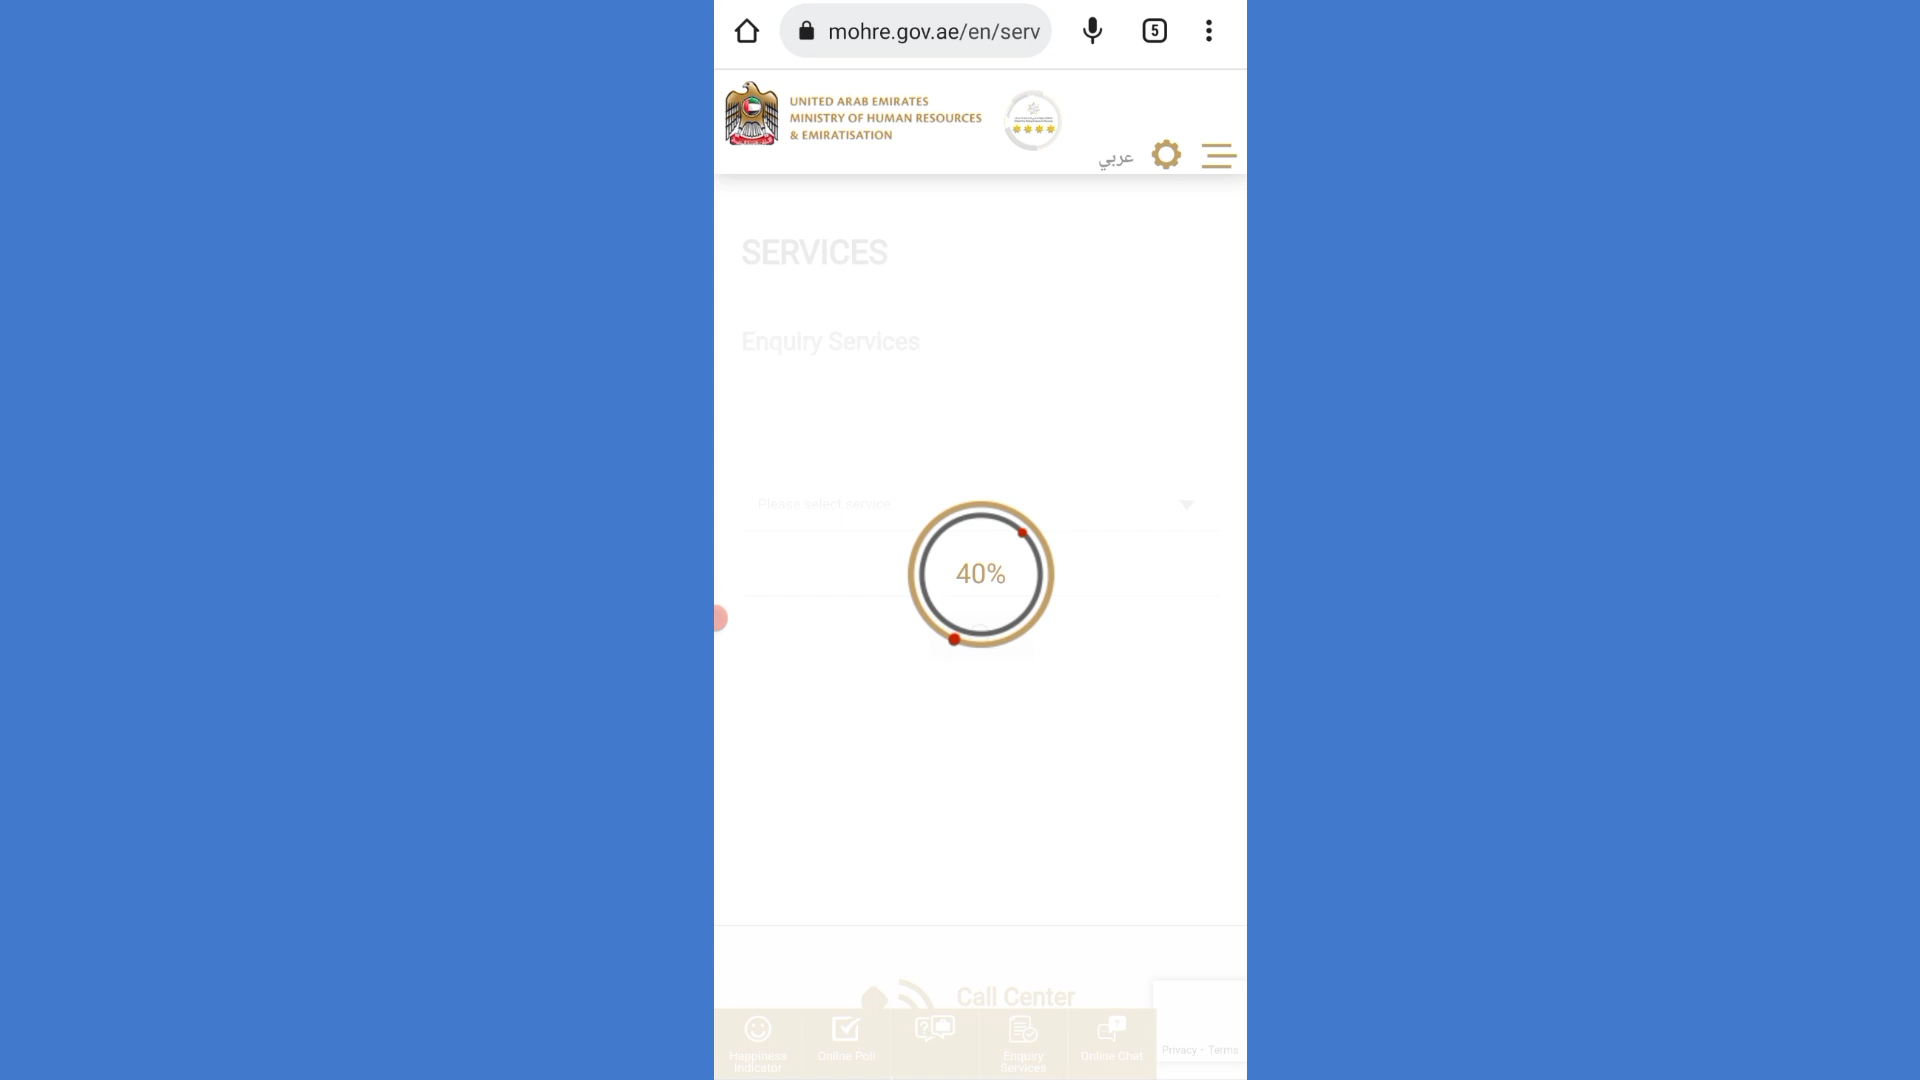 mohre.gov.ae/en/serv
5
UNITED ARAB EMIRATES
MINISTRY OF HUMAN RESOURCES
& EMIRATISATION
عربي
SERVICES
Enquiry Services
Please select service
40%
Call Center
Happiness
Indicator
Online Poll
Enquiry
Services
Online Chat
Privacy - Terms